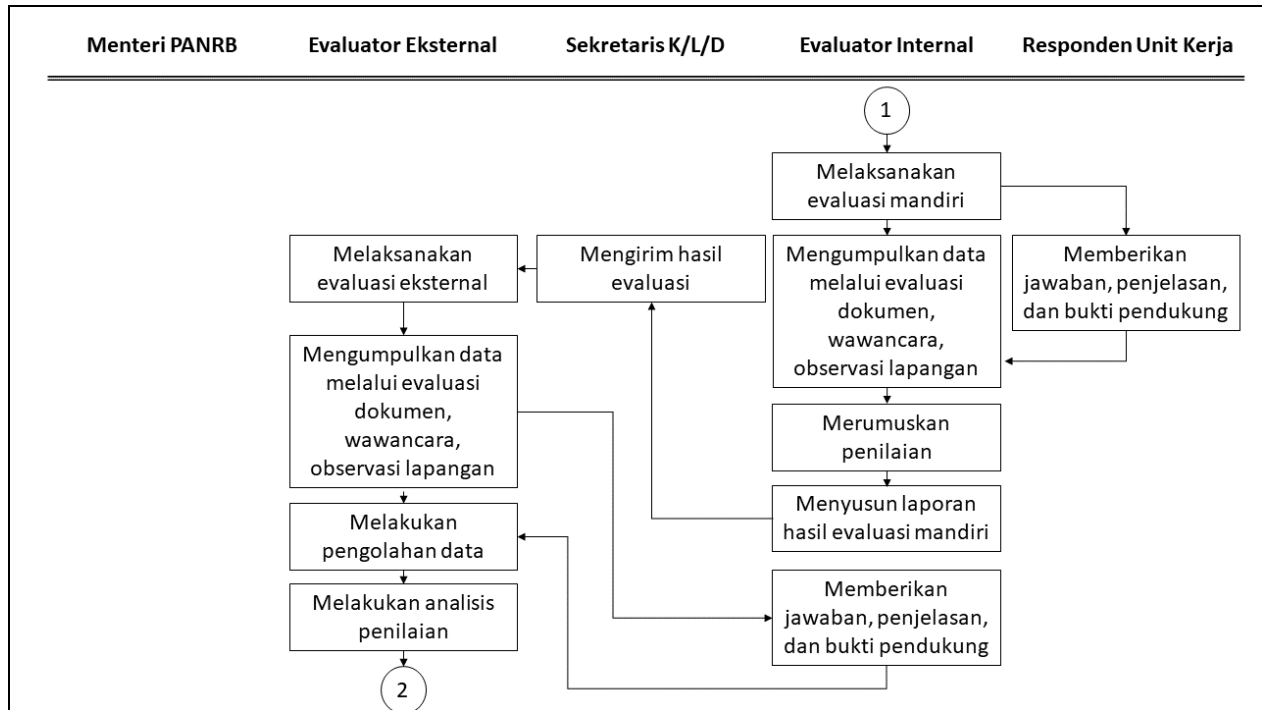 Menteri PANRB
Evaluator Eksternal
Sekretaris K/L/D
Evaluator Internal
Responden Unit Kerja
1
Melaksanakan
evaluasi mandiri
Melaksanakan
evaluasi eksternal
Mengirim hasil
evaluasi
Mengumpulkan data
melalui evaluasi
dokumen,
wawancara,
observasi lapangan
Memberikan
jawaban, penjelasan,
dan bukti pendukung
Mengumpulkan data
melalui evaluasi
dokumen,
wawancara,
observasi lapangan
Merumuskan
penilaian
Menyusun laporan
hasil evaluasi mandiri
Melakukan
pengolahan data
Melakukan analisis
penilaian
Memberikan
jawaban, penjelasan,
dan bukti pendukung
2